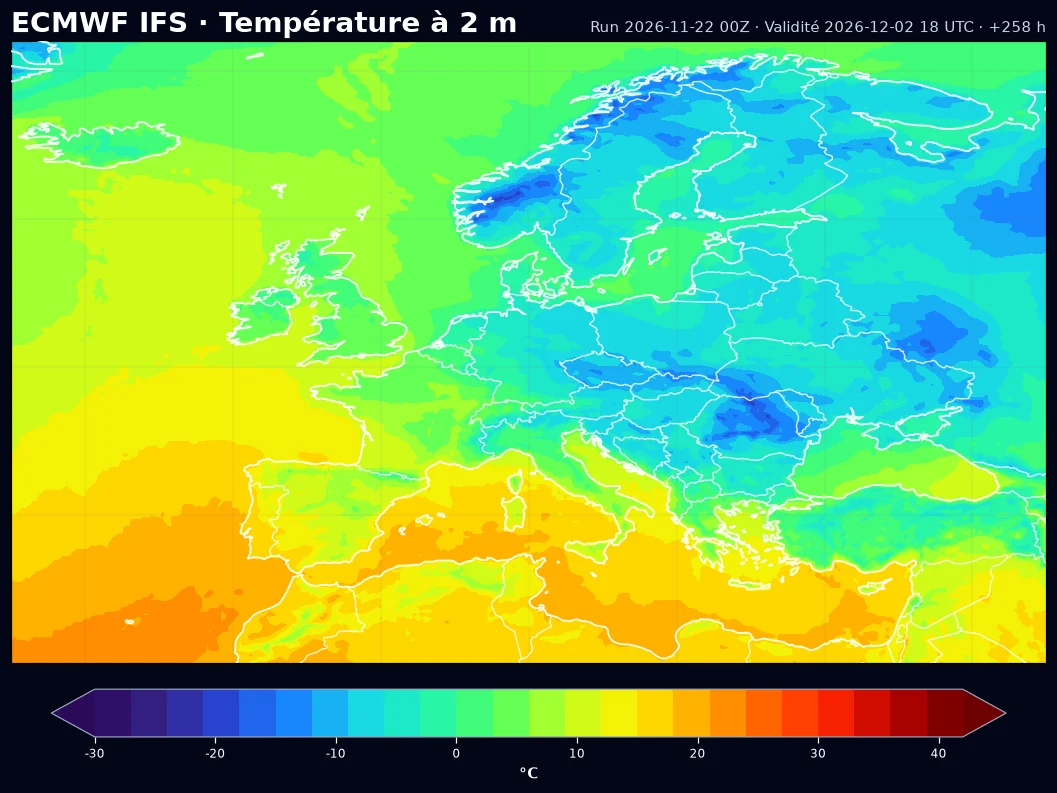 ECMWF IFS · Température à 2 m
Run 2026-11-22 00Z · Validité 2026-12-02 18 UTC · +258 h
-30 -20 -10 0 10 20 30 40
°C